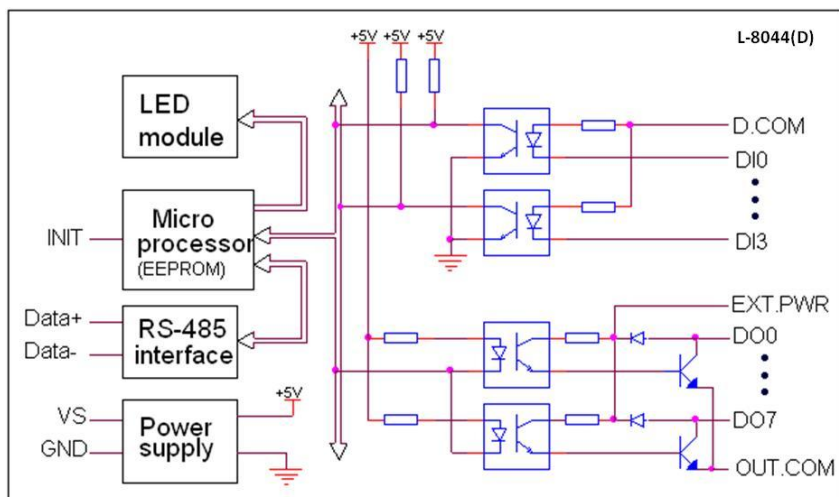 L-8044(D)
+5V
+5V
+5V
LED
module
Micro
processor
(EEPROM)
INIT
Data+
Data-
RS-485
interface
VS
GND
Power
supply
+5V
D.COM
DI0
DI3
EXT.PWR
DO0
DO7
OUT.COM